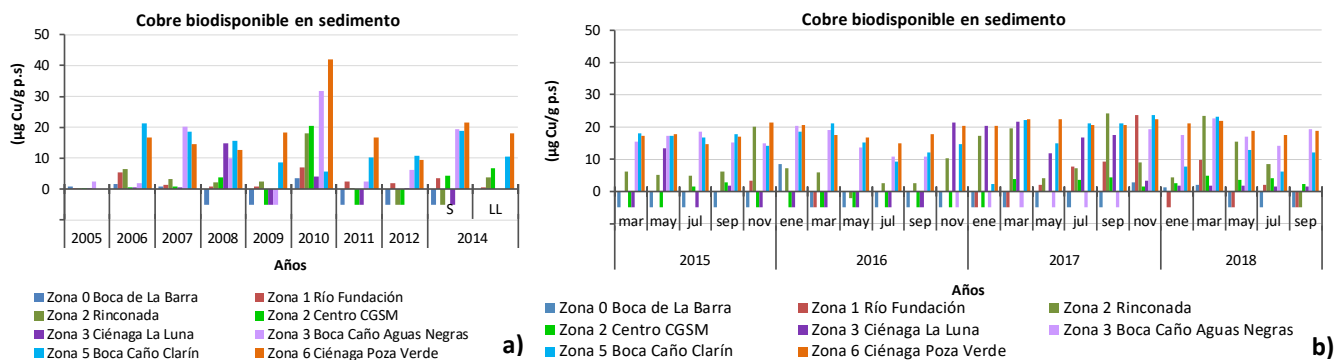 Cobre biodisponible en sedimento
(µg Cu/g p.s)
50
40
30
20
10
0
S LL
2005 2006 2007 2008 2009 2010 2011 2012 2014
Años
Zona 0 Boca de La Barra Zona 1 Río Fundación
Zona 2 Rinconada Zona 2 Centro CGSM
Zona 3 Ciénaga La Luna Zona 3 Boca Caño Aguas Negras
Zona 5 Boca Caño Clarín Zona 6 Ciénaga Poza Verde
a)
Cobre biodisponible en sedimento
(µg Cu/g p.s)
50
40
30
20
10
0
mar may jul sep nov ene mar may jul sep nov ene mar may jul sep nov ene mar may jul sep
2015 2016 2017 2018
Años
Zona 0 Boca de La Barra Zona 1 Río Fundación Zona 2 Rinconada
Zona 2 Centro CGSM Zona 3 Ciénaga La Luna Zona 3 Boca Caño Aguas Negras
Zona 5 Boca Caño Clarín Zona 6 Ciénaga Poza Verde
b)